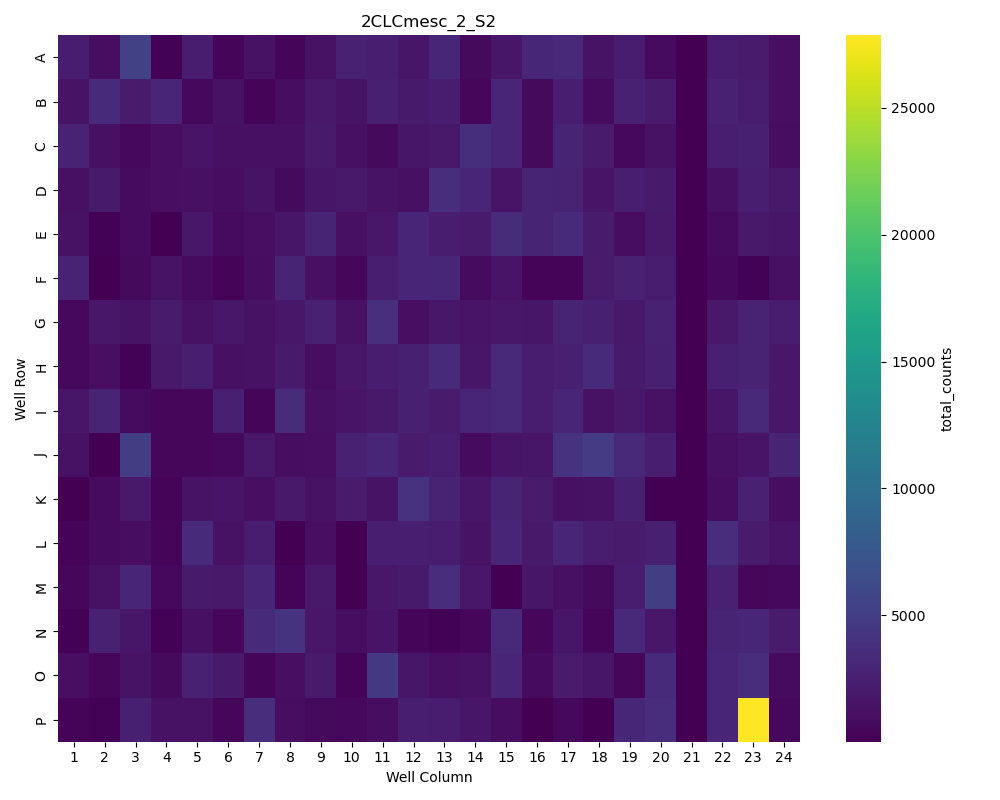 2CLCmesc_2_S2
Well Row
A
B
C
D
E
F
G
H
I
J
K
L
M
N
O
P
1 2 3 4 5 6 7 8 9 10 11 12 13 14 15 16 17 18 19 20 21 22 23 24
Well Column
25000
20000
15000
10000
5000
total_counts